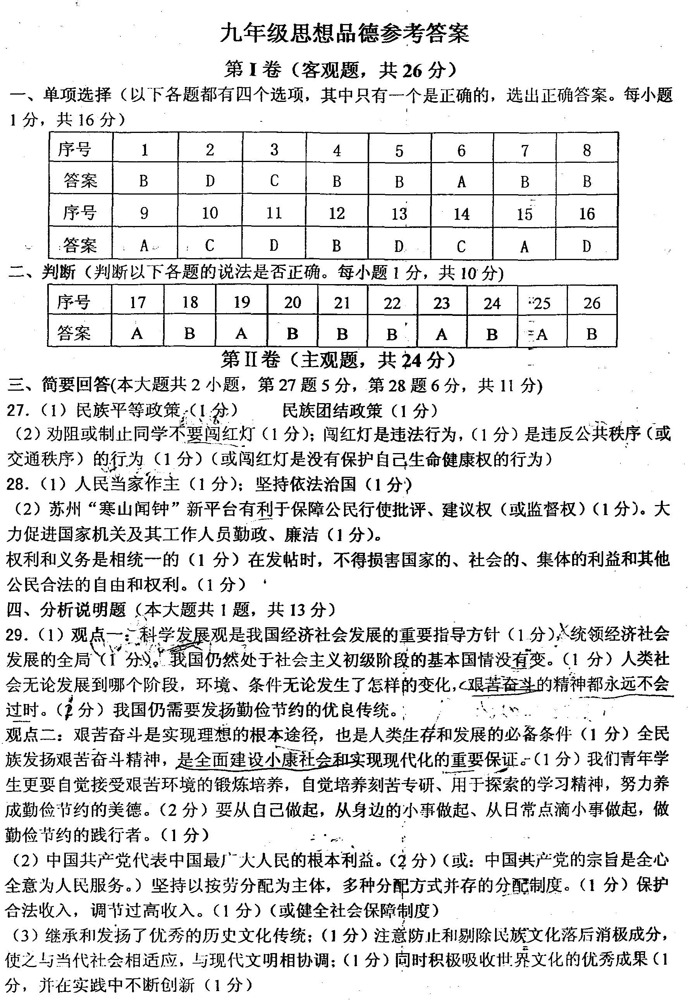 九年级思想品德参考答案
第 I 卷（客观题，共 26 分）
一、单项选择（以下各题都有四个选项，其中只有一个是正确的，选出正确答案。每小题
1 分，共 16 分）
序号 1 2 3 4 5 6 7 8
答案 B D C B B A B B
序号 9 10 11 12 13 14 15 16
答案 A C D B D C A D
二、判断（判断以下各题的说法是否正确。每小题 1 分，共 10 分)
序号 17 18 19 20 21 22 23 24 25 26
答案 A B A B B B A B A B
第 II 卷（主观题，共 24 分）
三、简要回答(本大题共 2 小题，第 27 题 5 分，第 28 题 6 分，共 11 分)
27.（1）民族平等政策（1 分） 民族团结政策（1 分）
（2）劝阻或制止同学不要闯红灯（1 分）；闯红灯是违法行为，（1 分）是违反公共秩序（或
交通秩序）的行为（1 分）（或闯红灯是没有保护自己生命健康权的行为）
28.（1）人民当家作主（1 分）；坚持依法治国（1 分）
（2）苏州“寒山闻钟”新平台有利于保障公民行使批评、建议权（或监督权）（1 分）。大
力促进国家机关及其工作人员勤政、廉洁（1 分）。
权利和义务是相统一的（1 分）在发帖时，不得损害国家的、社会的、集体的利益和其他
公民合法的自由和权利。（1 分）
四、分析说明题（本大题共 1 题，共 13 分）
29.（1）观点一：科学发展观是我国经济社会发展的重要指导方针（1 分），统领经济社会
发展的全局（1 分）。我国仍然处于社会主义初级阶段的基本国情没有变。（1 分）人类社
会无论发展到哪个阶段，环境、条件无论发生了怎样的变化，艰苦奋斗的精神都永远不会
过时。（ 分）我国仍需要发扬勤俭节约的优良传统。
观点二：艰苦奋斗是实现理想的根本途径，也是人类生存和发展的必备条件（1 分）全民
族发扬艰苦奋斗精神，是全面建设小康社会和实现现代化的重要保证。（1 分）我们青年学
生更要自觉接受艰苦环境的锻炼培养，自觉培养刻苦专研、用于探索的学习精神，努力养
成勤俭节约的美德。（2 分）要从自己做起，从身边的小事做起、从日常点滴小事做起，做
勤俭节约的践行者。（1 分）
（2）中国共产党代表中国最广大人民的根本利益。（2 分）（或：中国共产党的宗旨是全心
全意为人民服务。）坚持以按劳分配为主体，多种分配方式并存的分配制度。（1 分）保护
合法收入，调节过高收入。（1 分）（或健全社会保障制度）
（3）继承和发扬了优秀的历史文化传统；（1 分）注意防止和剔除民族文化落后消极成分，
使之与当代社会相适应，与现代文明相协调；（1 分）同时积极吸收世界文化的优秀成果（1
分，并在实践中不断创新（1 分）